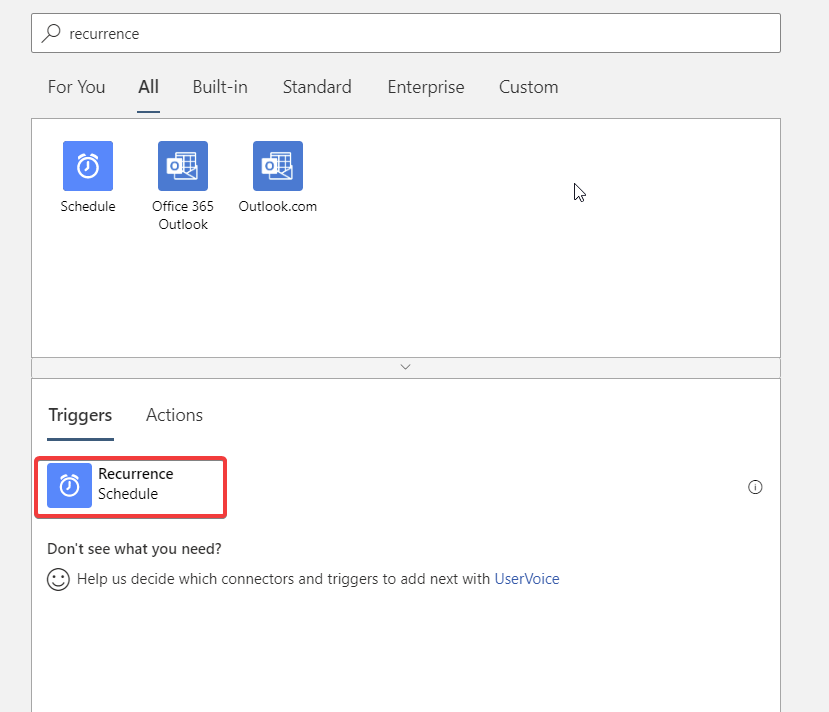 recurrence
For You All Built-in Standard Enterprise Custom
Schedule Office 365 Outlook.com
Outlook
Triggers Actions
Recurrence
Schedule
Don't see what you need?
Help us decide which connectors and triggers to add next with UserVoice